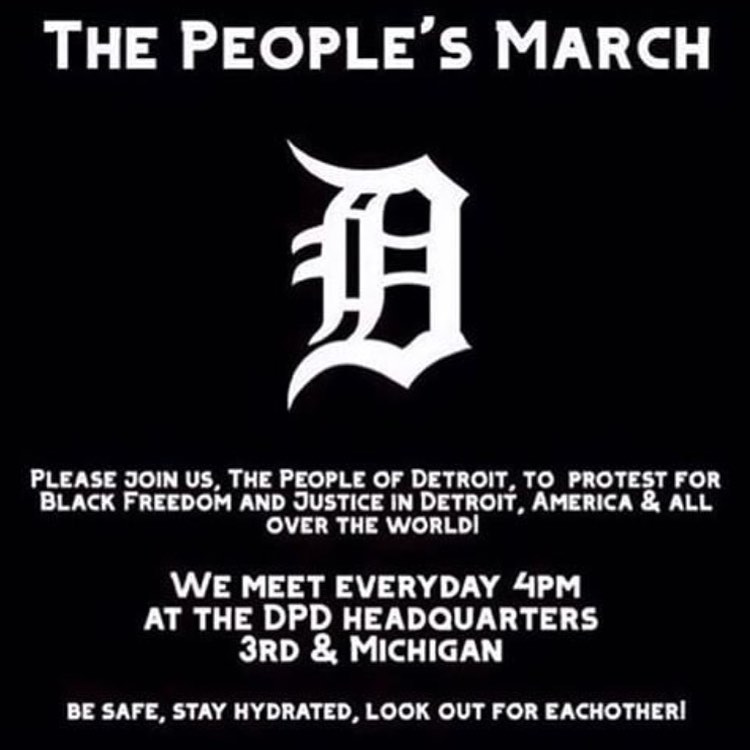 The People's March
D
Please join us, The People of Detroit, to protest for
Black Freedom and Justice in Detroit, America & all
over the world!
We meet everyday 4pm
at the DPD headquarters
3rd & Michigan
be safe, stay hydrated, look out for eachother!